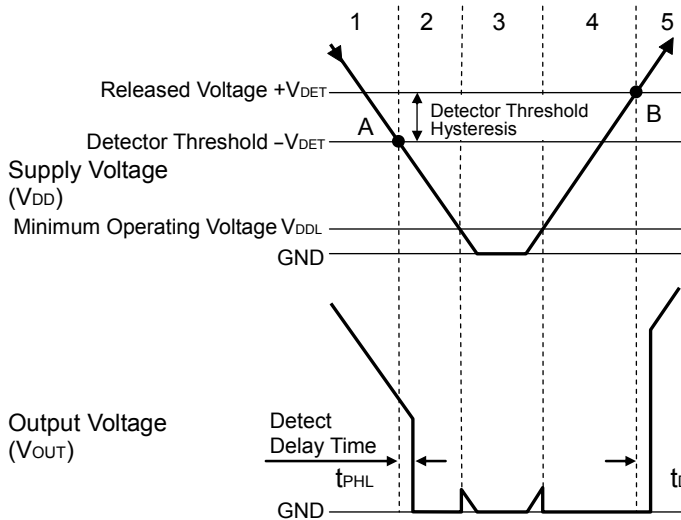 1 2 3 4 5
Released Voltage +VDET
A
Detector Threshold
Hysteresis
B
Detector Threshold –VDET
Supply Voltage
(VDD)
Minimum Operating Voltage VDDL
GND
Output Voltage
(VOUT)
Detect
Delay Time
tPHL
GND